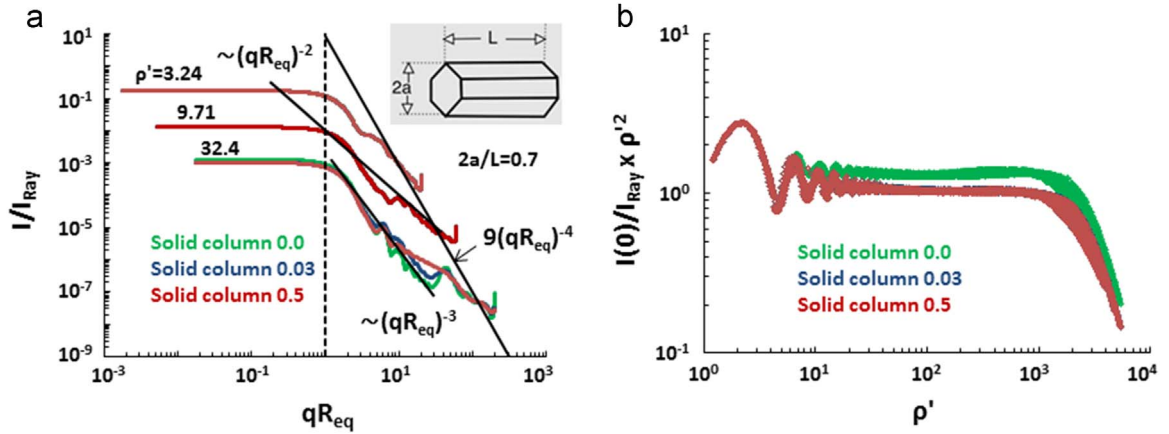 a
I/I_Ray
10^1
10^-1
10^-3
10^-5
10^-7
10^-9
~(qR_eq)^-2
ρ'=3.24
9.71
32.4
L
2a
2a/L=0.7
Solid column 0.0
Solid column 0.03
Solid column 0.5
9(qR_eq)^-4
~(qR_eq)^-3
10^-3
10^-1
10^1
10^3
qR_eq
b
I(0)/I_Ray x ρ'^2
10^1
10^0
10^-1
Solid column 0.0
Solid column 0.03
Solid column 0.5
10^0
10^1
10^2
10^3
10^4
ρ'